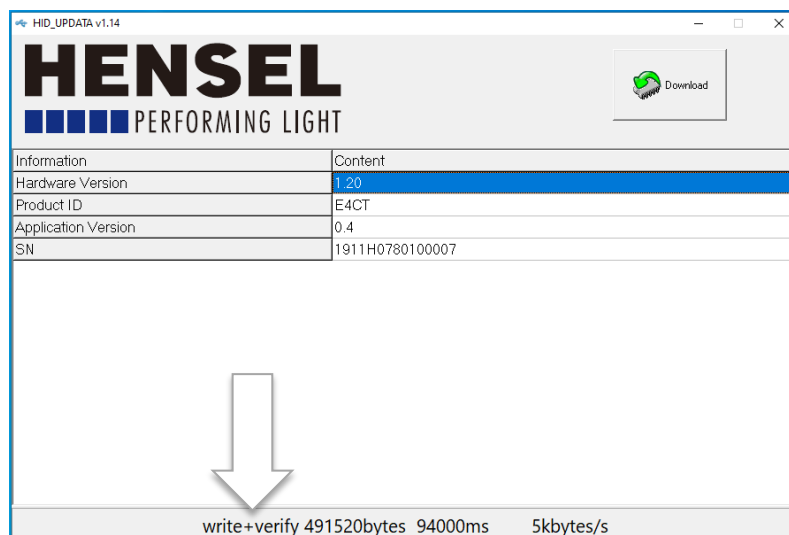 HID_UPDATA v1.14
HENSEL
PERFORMING LIGHT
Download
Information Content
Hardware Version 1.20
Product ID E4CT
Application Version 0.4
SN 1911H0780100007
write+verify 491520bytes 94000ms 5kbytes/s